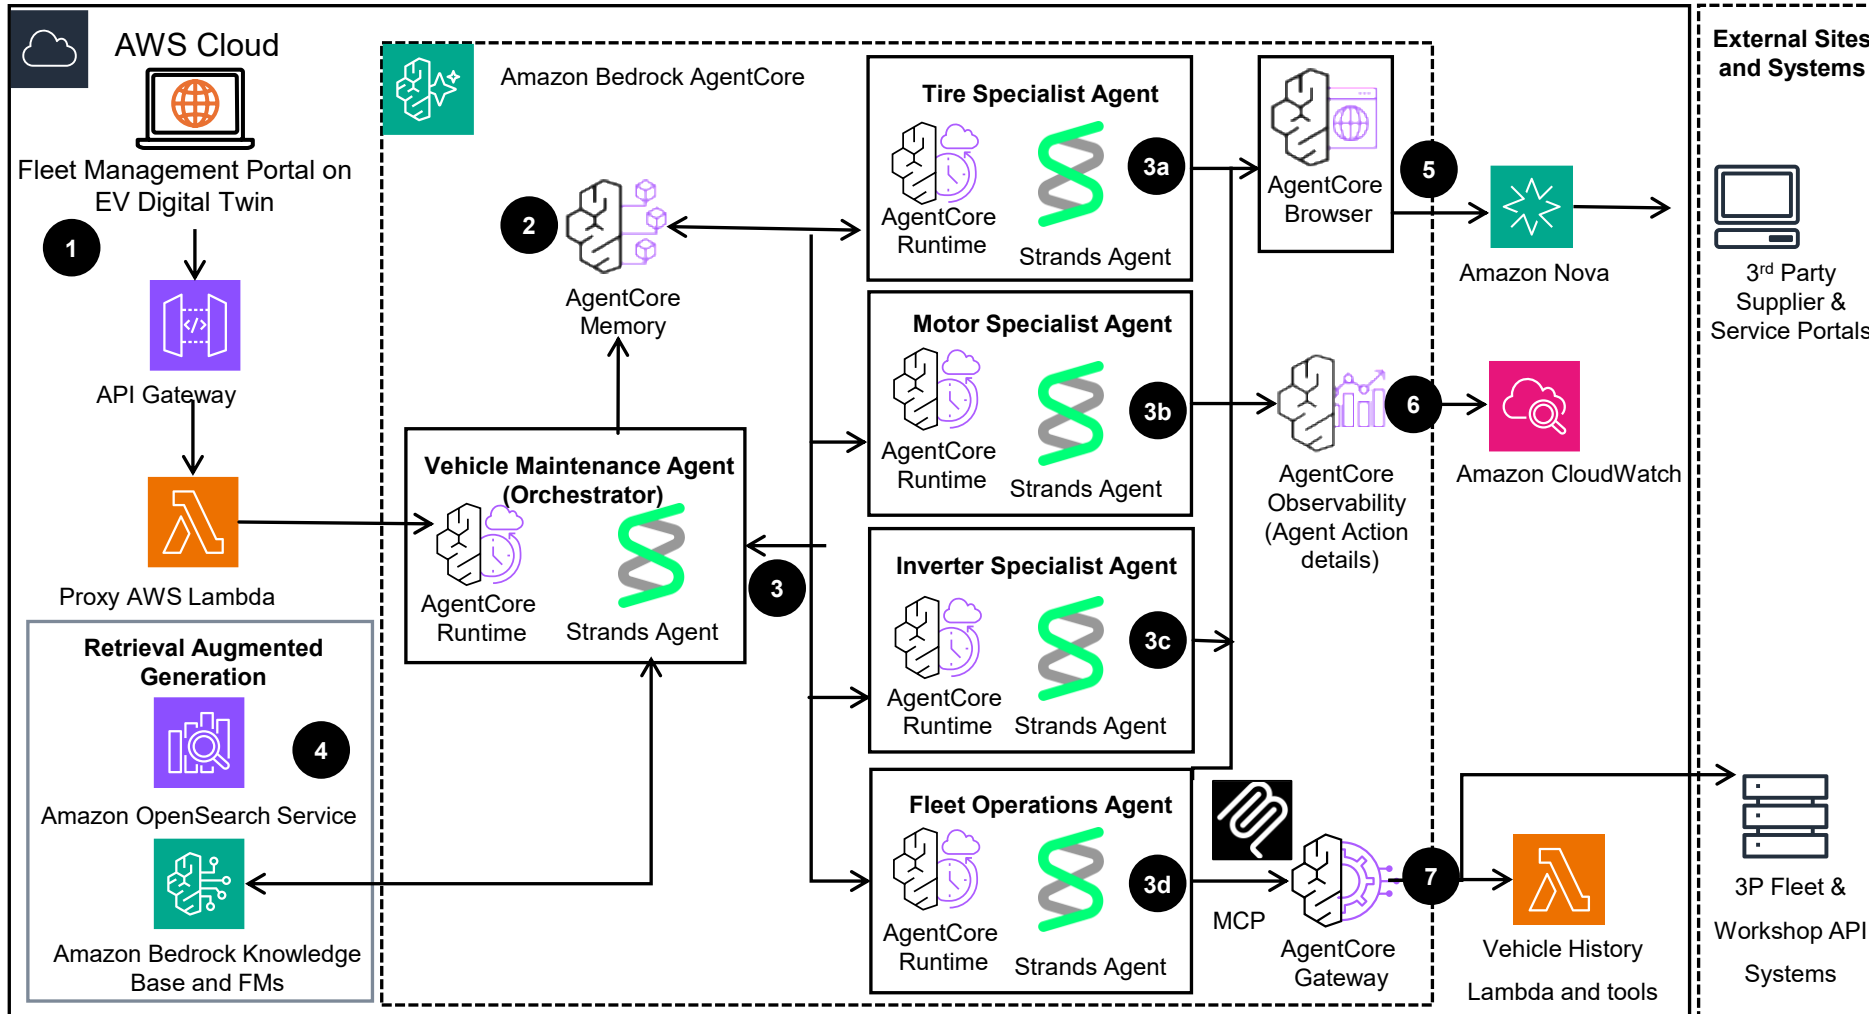 AWS Cloud
Fleet Management Portal on
EV Digital Twin
1
API Gateway
Proxy AWS Lambda
Retrieval Augmented
Generation
4
Amazon OpenSearch Service
Amazon Bedrock Knowledge
Base and FMs
Amazon Bedrock AgentCore
2
AgentCore
Memory
Vehicle Maintenance Agent
(Orchestrator)
AgentCore
Runtime
Strands Agent
3
Tire Specialist Agent
3a
AgentCore
Runtime
Strands Agent
Motor Specialist Agent
3b
AgentCore
Runtime
Strands Agent
Inverter Specialist Agent
3c
AgentCore
Runtime
Strands Agent
Fleet Operations Agent
3d
AgentCore
Runtime
Strands Agent
AgentCore
Browser
5
Amazon Nova
AgentCore
Observability
(Agent Action
details)
6
Amazon CloudWatch
MCP
AgentCore
Gateway
7
Vehicle History
Lambda and tools
External Sites
and Systems
3rd Party
Supplier &
Service Portals
3P Fleet &
Workshop API
Systems